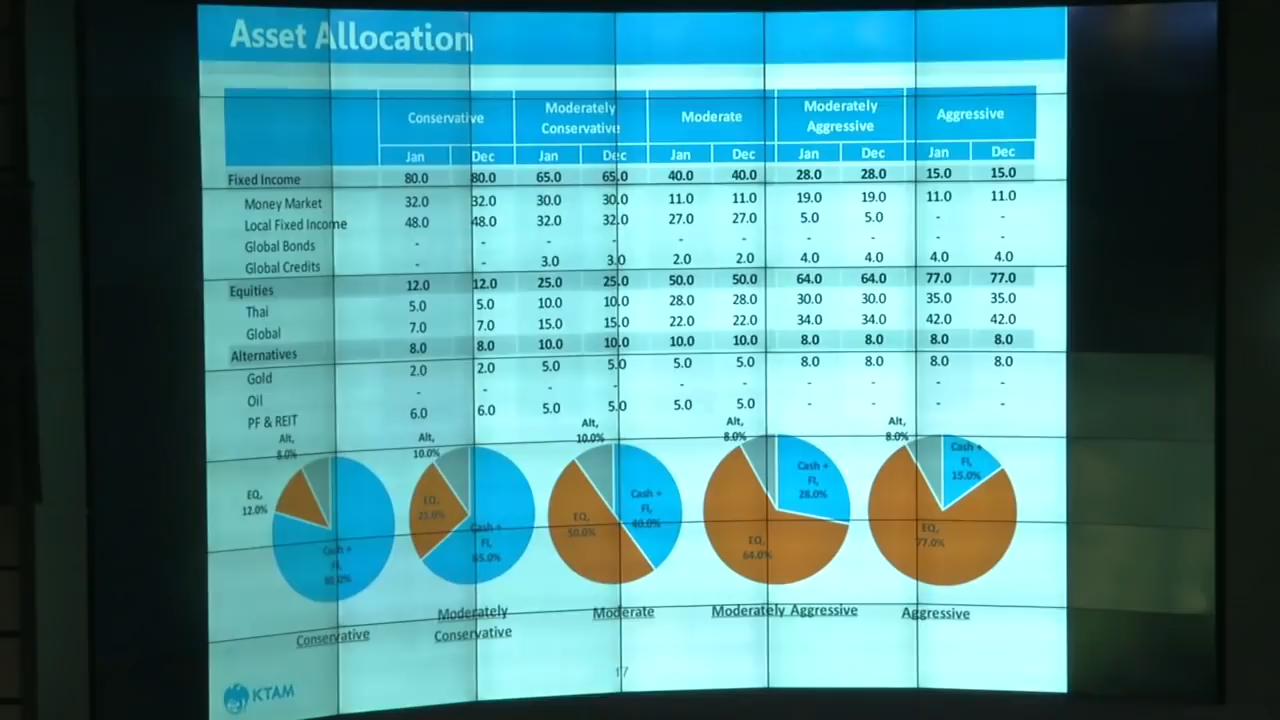 Asset Allocation
Conservative Moderately Conservative Moderate Moderately Aggressive Aggressive
Jan Dec Jan Dec Jan Dec Jan Dec Jan Dec
Fixed Income 80.0 80.0 65.0 65.0 40.0 40.0 28.0 28.0 15.0 15.0
Money Market 32.0 32.0 30.0 30.0 11.0 11.0 19.0 19.0 11.0 11.0
Local Fixed Income 48.0 48.0 32.0 32.0 27.0 27.0 5.0 5.0 - -
Global Bonds - - - - - - - - - -
Global Credits - - 3.0 3.0 2.0 2.0 4.0 4.0 4.0 4.0
Equities 12.0 12.0 25.0 25.0 50.0 50.0 64.0 64.0 77.0 77.0
Thai 5.0 5.0 10.0 10.0 28.0 28.0 30.0 30.0 35.0 35.0
Global 7.0 7.0 15.0 15.0 22.0 22.0 34.0 34.0 42.0 42.0
Alternatives 8.0 8.0 10.0 10.0 10.0 10.0 8.0 8.0 8.0 8.0
Gold 2.0 2.0 5.0 5.0 5.0 5.0 8.0 8.0 8.0 8.0
Oil - - - - - - - - - -
PF & REIT 6.0 6.0 5.0 5.0 5.0 5.0 - - - -
Alt, 8.0%
EQ, 12.0%
Cash + FI, 80.0%
Conservative
Alt, 10.0%
EQ, 25.0%
Cash + FI, 65.0%
Moderately Conservative
Alt, 10.0%
EQ, 50.0%
Cash + FI, 40.0%
Moderate
Alt, 8.0%
Cash + FI, 28.0%
EQ, 64.0%
Moderately Aggressive
Alt, 8.0%
Cash + FI, 15.0%
EQ, 77.0%
Aggressive
17
KTAM